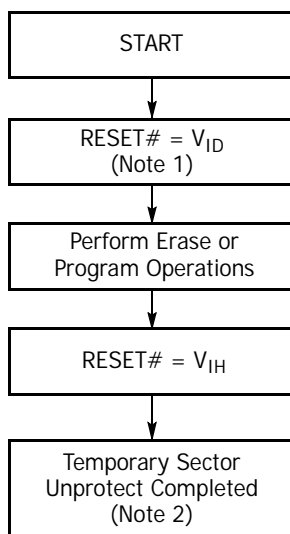 START
RESET# = VID
(Note 1)
Perform Erase or
Program Operations
RESET# = VIH
Temporary Sector
Unprotect Completed
(Note 2)